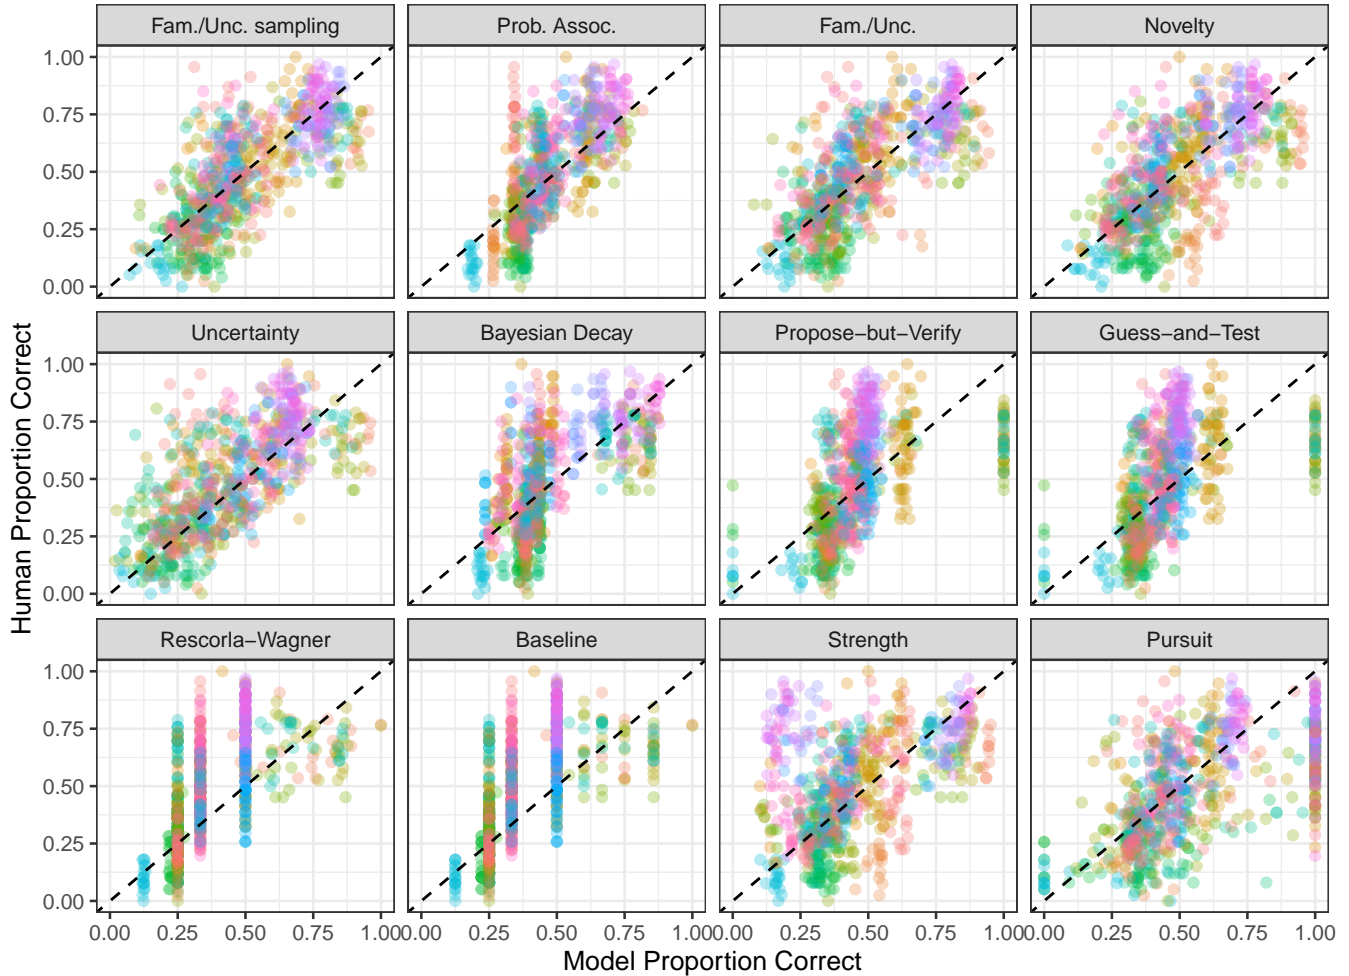 Fam./Unc. sampling
Prob. Assoc.
Fam./Unc.
Novelty
1.00
0.75
0.50
0.25
0.00
Uncertainty
Bayesian Decay
Propose−but−Verify
Guess−and−Test
1.00
0.75
0.50
0.25
0.00
Human Proportion Correct
Rescorla−Wagner
Baseline
Strength
Pursuit
1.00
0.75
0.50
0.25
0.00
0.00 0.25 0.50 0.75 1.00 0.00 0.25 0.50 0.75 1.00 0.00 0.25 0.50 0.75 1.00 0.00 0.25 0.50 0.75 1.00
Model Proportion Correct